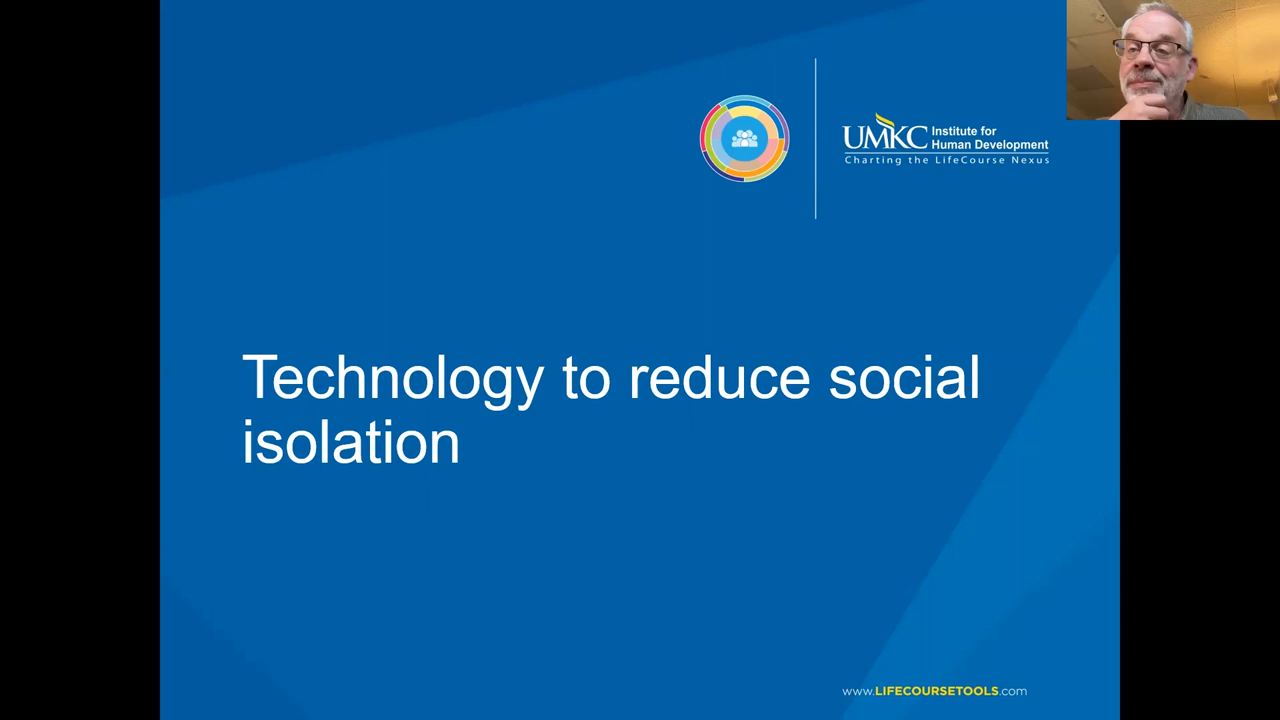 UMKC Institute for
Human Development
Charting the LifeCourse Nexus
Technology to reduce social
isolation
www.LIFECOURSETOOLS.com